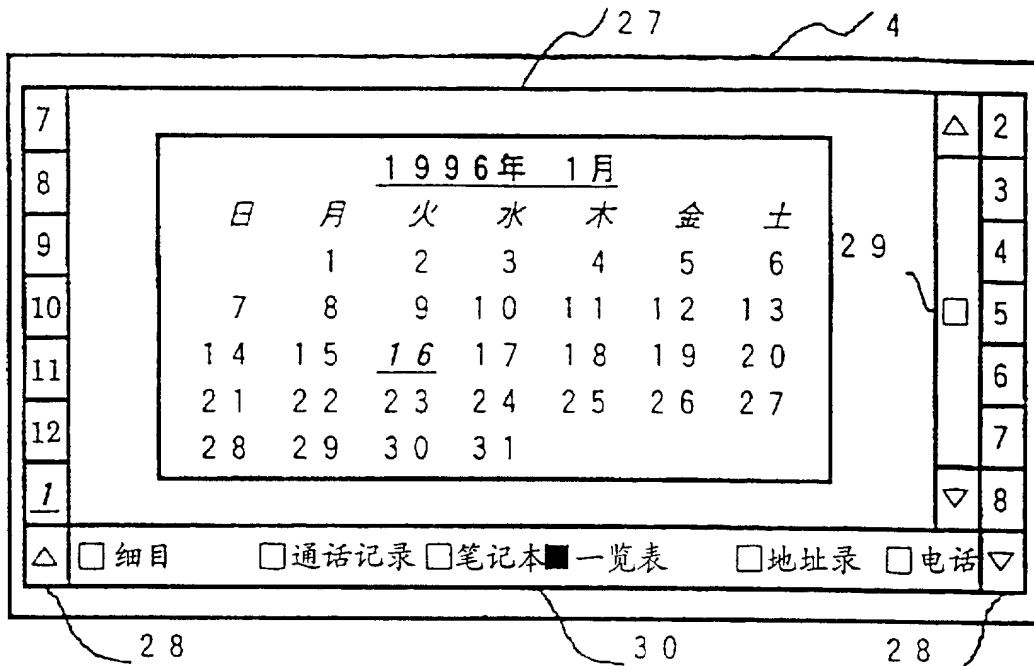 27 4
7 △ 2
1996年 1月
8 3
日 月 火 水 木 金 土
9 29 4
1 2 3 4 5 6
10 7 8 9 10 11 12 13 5
11 14 15 16 17 18 19 20 6
21 22 23 24 25 26 27
12 7
28 29 30 31
1 ▽ 8
△ □ 细目 □ 通话记录 □ 笔记本 ■ 一览表 □ 地址录 □ 电话 ▽
28 30 28